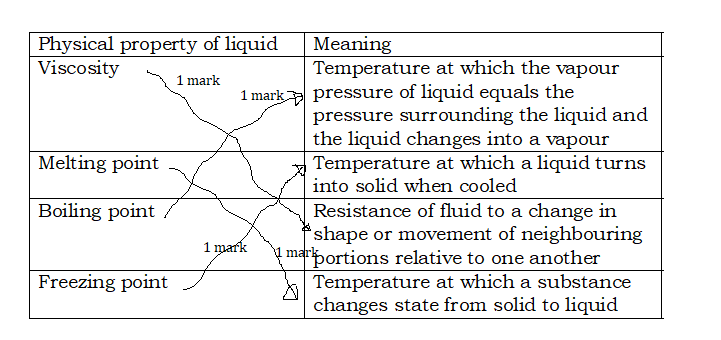 Physical property of liquid
Meaning
Viscosity
1 mark
1 mark
Temperature at which the vapour
pressure of liquid equals the
pressure surrounding the liquid and
the liquid changes into a vapour
Melting point
Temperature at which a liquid turns
into solid when cooled
Boiling point
1 mark
1 mark
Resistance of fluid to a change in
shape or movement of neighbouring
portions relative to one another
Freezing point
Temperature at which a substance
changes state from solid to liquid